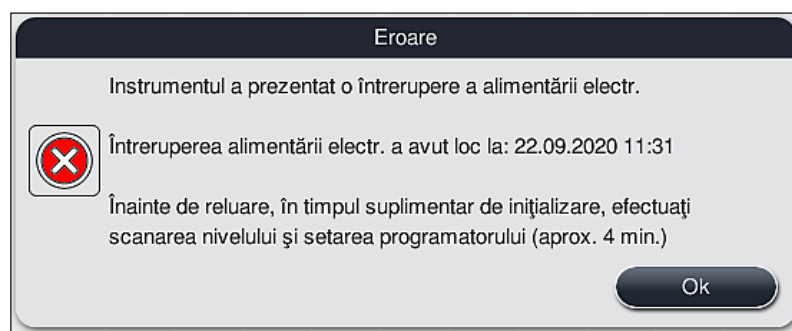 Eroare
Instrumentul a prezentat o întrerupere a alimentării electr.
Întreruperea alimentării electr. a avut loc la: 22.09.2020 11:31
Înainte de reluare, în timpul suplimentar de iniţializare, efectuaţi
scanarea nivelului şi setarea programatorului (aprox. 4 min.)
Ok